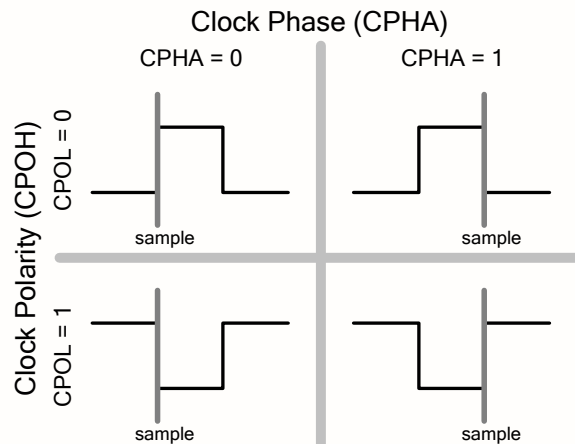 Clock Phase (CPHA)
CPHA = 0
CPHA = 1
Clock Polarity (CPOH)
CPOL = 0
sample
sample
CPOL = 1
sample
sample